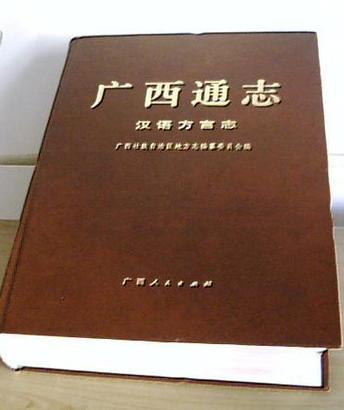 广西通志
汉语方言志
广西壮族自治区地方志编纂委员会编
广西人民出版社